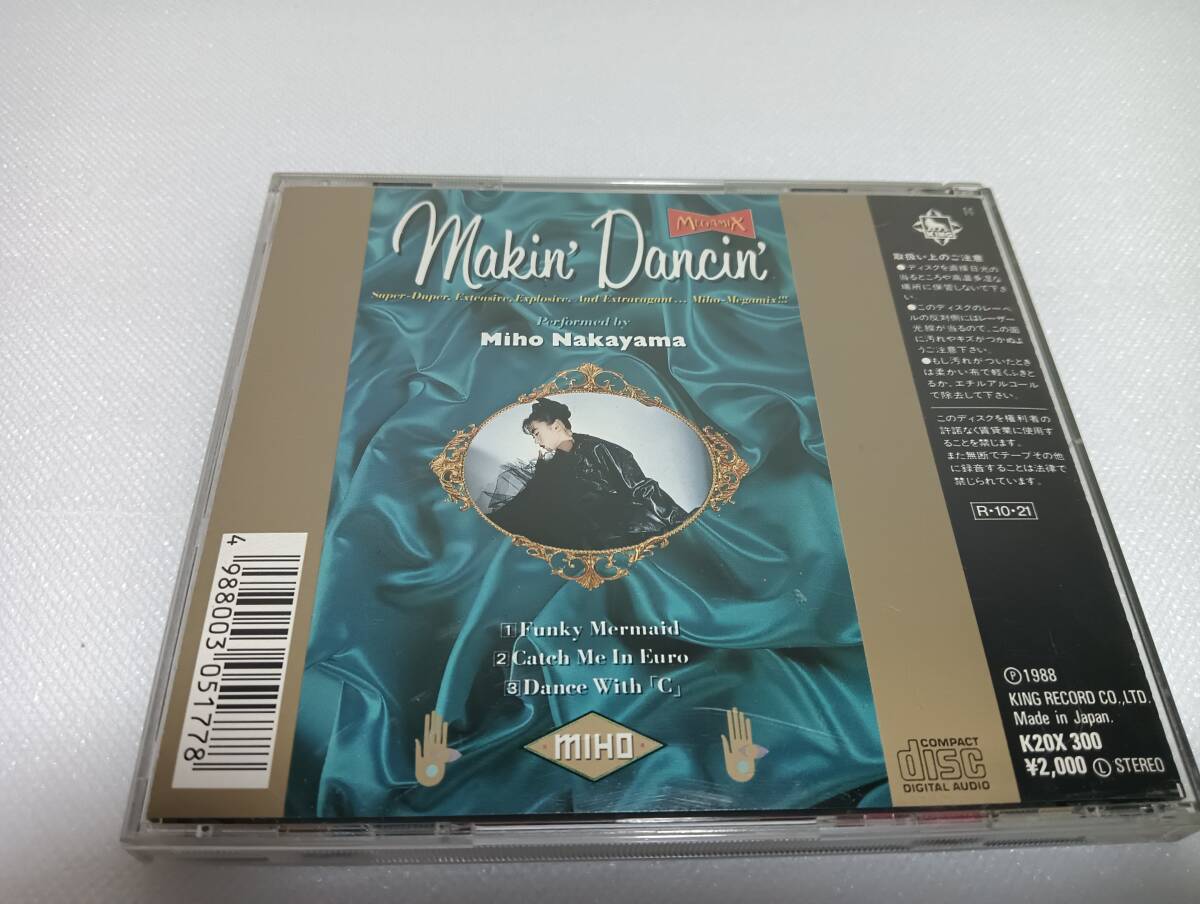 MEGAMIX
Makin' Dancin'
Super-Duper, Extensive, Explosive, And Extravagant... Miho-Megamix!!!
Performed by
Miho Nakayama
1 Funky Mermaid
2 Catch Me In Euro
3 Dance With「C」
MIHO
4 988003 051778
取扱い上のご注意
●ディスクを直接日光の
当るところや高温多湿な
場所に保管しないで下さ
い。
●このディスクのレーベ
ルの反対側にはレーザー
光線が当るので、この面
に汚れやキズがつかぬよ
うご注意下さい。
●もし汚れがついたとき
は柔かい布で軽くふきと
るか、エチルアルコール
で除去して下さい。
このディスクを権利者の
許諾なく賃貸業に使用す
ることを禁じます。
また無断でテープその他
に録音することは法律で
禁じられています。
R・10・21
Ⓟ1988
KING RECORD CO.,LTD.
Made in Japan.
K20X 300
¥2,000 Ⓛ STEREO
COMPACT
disc
DIGITAL AUDIO